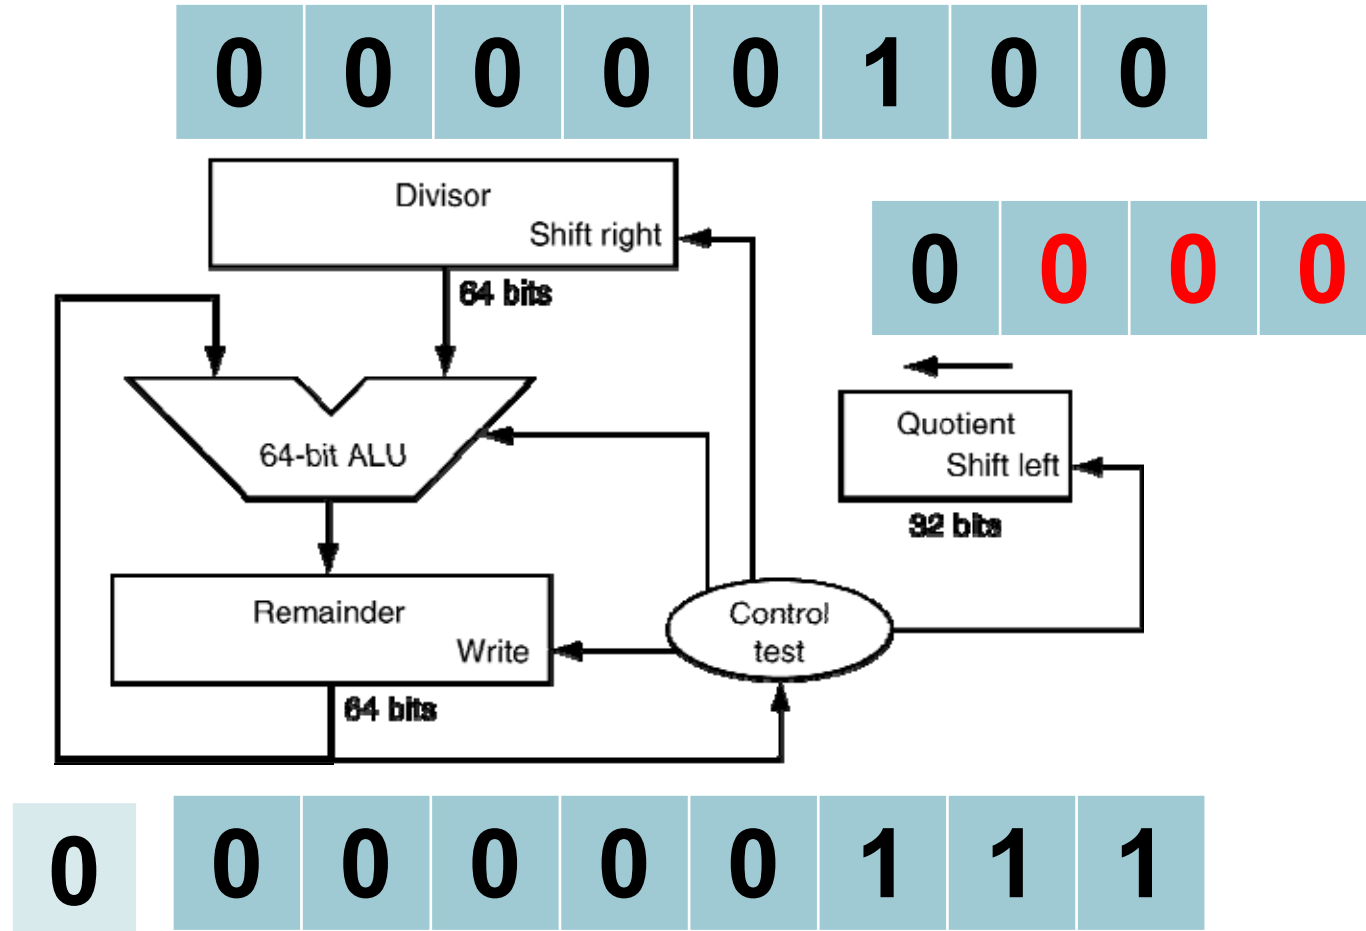 0 0 0 0 0 1 0 0
Divisor
Shift right
64 bits
0 0 0 0
64-bit ALU
Quotient
Shift left
32 bits
Remainder
Write
64 bits
Control
test
0 0 0 0 0 0 1 1 1